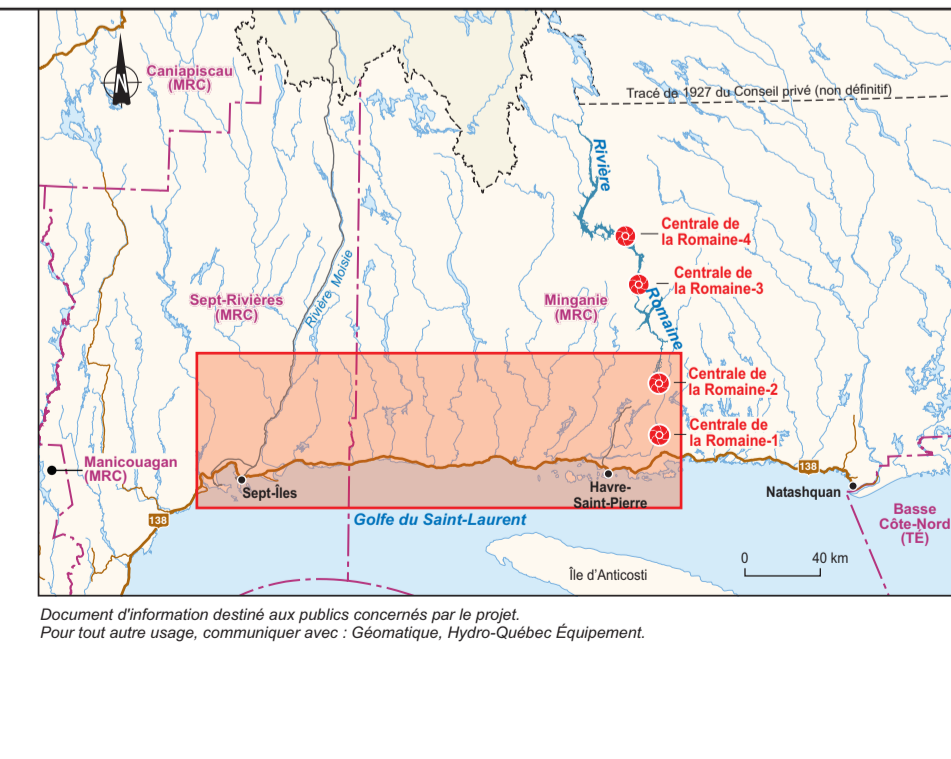 N
Caniapiscau
(MRC)
Tracé de 1927 du Conseil privé (non définitif)
Rivière
Centrale de
la Romaine-4
Centrale de
la Romaine-3
Romaine
Sept-Rivières
(MRC)
Rivière Moisie
Minganie
(MRC)
Centrale de
la Romaine-2
Centrale de
la Romaine-1
Manicouagan
(MRC)
138
Sept-Îles
Havre-
Saint-Pierre
Natashquan
138
Golfe du Saint-Laurent
Basse
Côte-Nord
(TÉ)
Île d'Anticosti
0 40 km
Document d'information destiné aux publics concernés par le projet.
Pour tout autre usage, communiquer avec : Géomatique, Hydro-Québec Équipement.